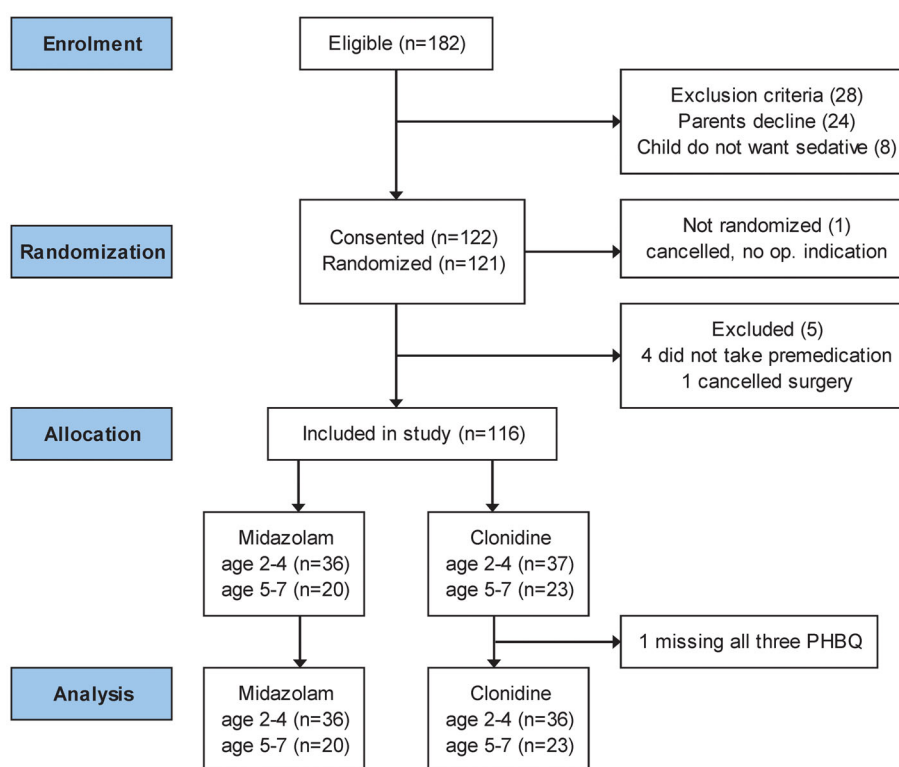 Enrolment
Eligible (n=182)
Exclusion criteria (28)
Parents decline (24)
Child do not want sedative (8)
Randomization
Consented (n=122)
Randomized (n=121)
Not randomized (1)
cancelled, no op. indication
Excluded (5)
4 did not take premedication
1 cancelled surgery
Allocation
Included in study (n=116)
Midazolam
age 2-4 (n=36)
age 5-7 (n=20)
Clonidine
age 2-4 (n=37)
age 5-7 (n=23)
1 missing all three PHBQ
Analysis
Midazolam
age 2-4 (n=36)
age 5-7 (n=20)
Clonidine
age 2-4 (n=36)
age 5-7 (n=23)